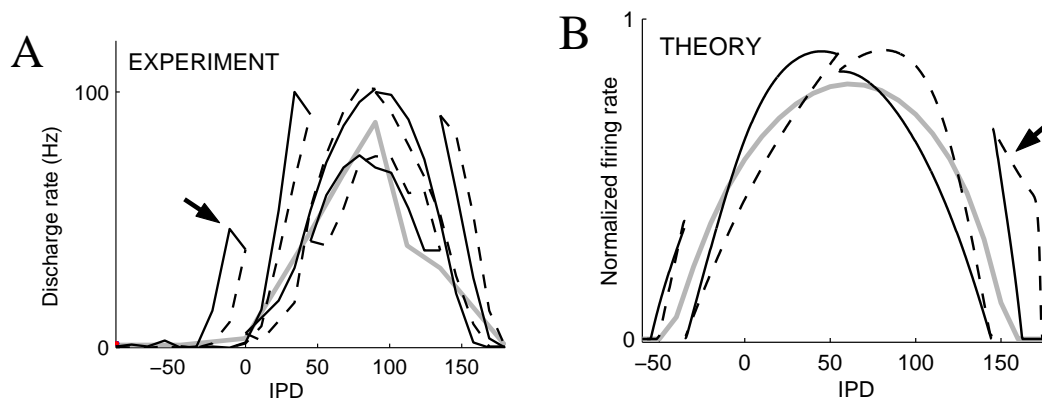 A
EXPERIMENT
Discharge rate (Hz)
100
0
−50
0
50
100
150
IPD
B
THEORY
Normalized firing rate
1
0
−50
0
50
100
150
IPD